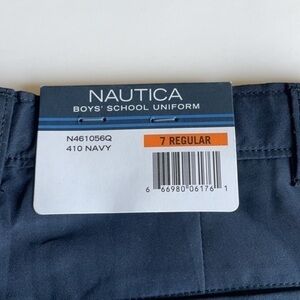 NAUTICA
BOYS' SCHOOL UNIFORM
N461056Q
7 REGULAR
410 NAVY
6 66980 06176 1